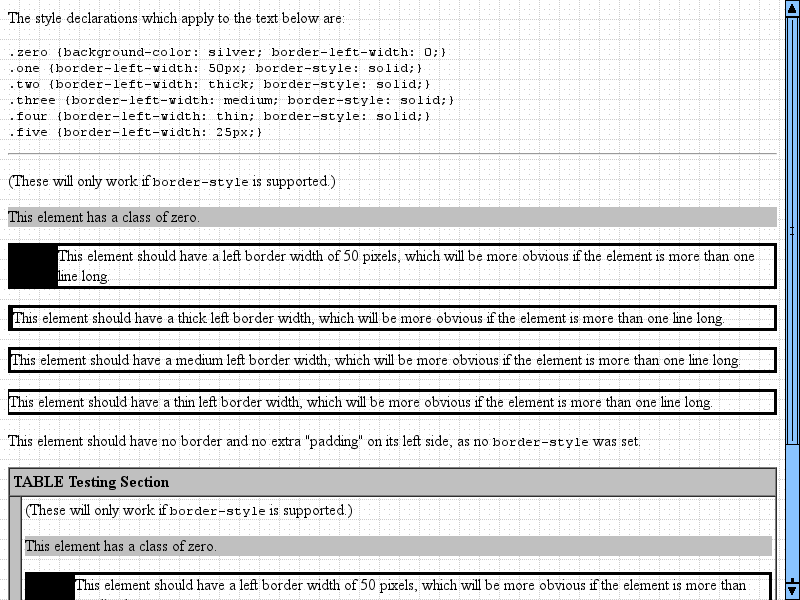 The style declarations which apply to the text below are:
.zero {background-color: silver; border-left-width: 0;}
.one {border-left-width: 50px; border-style: solid;}
.two {border-left-width: thick; border-style: solid;}
.three {border-left-width: medium; border-style: solid;}
.four {border-left-width: thin; border-style: solid;}
.five {border-left-width: 25px;}
(These will only work if border-style is supported.)
This element has a class of zero.
This element should have a left border width of 50 pixels, which will be more obvious if the element is more than one
line long.
This element should have a thick left border width, which will be more obvious if the element is more than one line long.
This element should have a medium left border width, which will be more obvious if the element is more than one line long.
This element should have a thin left border width, which will be more obvious if the element is more than one line long.
This element should have no border and no extra "padding" on its left side, as no border-style was set.
TABLE Testing Section
(These will only work if border-style is supported.)
This element has a class of zero.
This element should have a left border width of 50 pixels, which will be more obvious if the element is more than